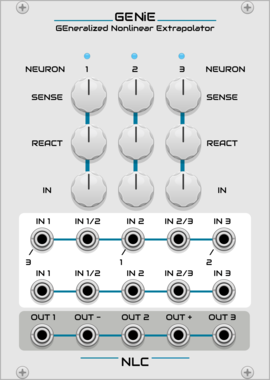 GENiE
GEneralized Nonlinear Extrapolator
NEURON 1 2 3 NEURON
SENSE SENSE
REACT REACT
IN IN
IN 1 IN 1/2 IN 2 IN 2/3 IN 3
3 1 2
IN 1 IN 1/2 IN 2 IN 2/3 IN 3
OUT 1 OUT - OUT 2 OUT + OUT 3
NLC